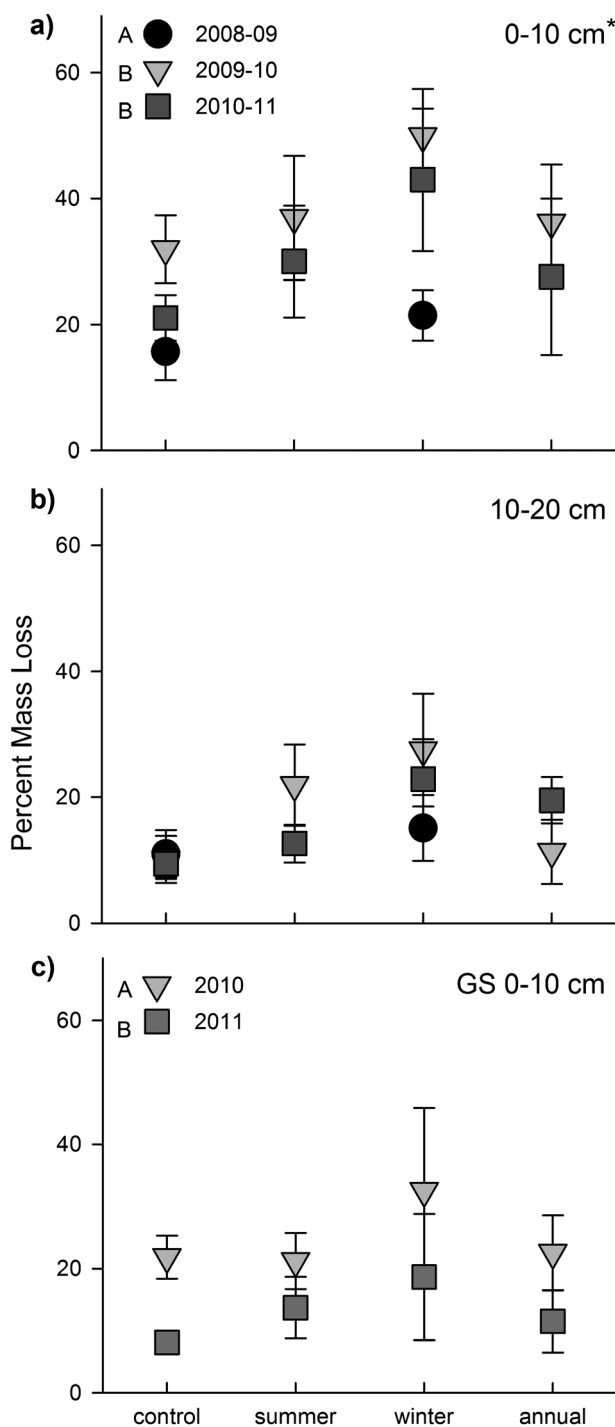 a)
0-10 cm*
A 2008-09
B 2009-10
B 2010-11
60
40
20
0
b)
10-20 cm
60
40
20
0
Percent Mass Loss
c)
GS 0-10 cm
A 2010
B 2011
60
40
20
0
control summer winter annual